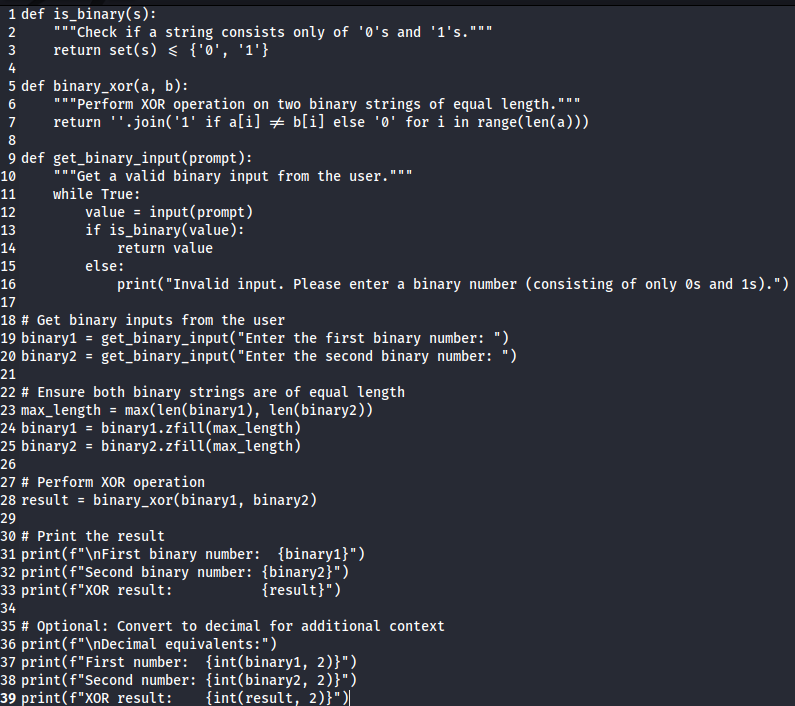 1 def is_binary(s):
2     """Check if a string consists only of '0's and '1's."""
3     return set(s) <= {'0', '1'}
4
5 def binary_xor(a, b):
6     """Perform XOR operation on two binary strings of equal length."""
7     return ''.join('1' if a[i] != b[i] else '0' for i in range(len(a)))
8
9 def get_binary_input(prompt):
10     """Get a valid binary input from the user."""
11     while True:
12         value = input(prompt)
13         if is_binary(value):
14             return value
15         else:
16             print("Invalid input. Please enter a binary number (consisting of only 0s and 1s).")
17
18 # Get binary inputs from the user
19 binary1 = get_binary_input("Enter the first binary number: ")
20 binary2 = get_binary_input("Enter the second binary number: ")
21
22 # Ensure both binary strings are of equal length
23 max_length = max(len(binary1), len(binary2))
24 binary1 = binary1.zfill(max_length)
25 binary2 = binary2.zfill(max_length)
26
27 # Perform XOR operation
28 result = binary_xor(binary1, binary2)
29
30 # Print the result
31 print(f"\nFirst binary number:  {binary1}")
32 print(f"Second binary number: {binary2}")
33 print(f"XOR result:           {result}")
34
35 # Optional: Convert to decimal for additional context
36 print(f"\nDecimal equivalents:")
37 print(f"First number:  {int(binary1, 2)}")
38 print(f"Second number: {int(binary2, 2)}")
39 print(f"XOR result:    {int(result, 2)}")